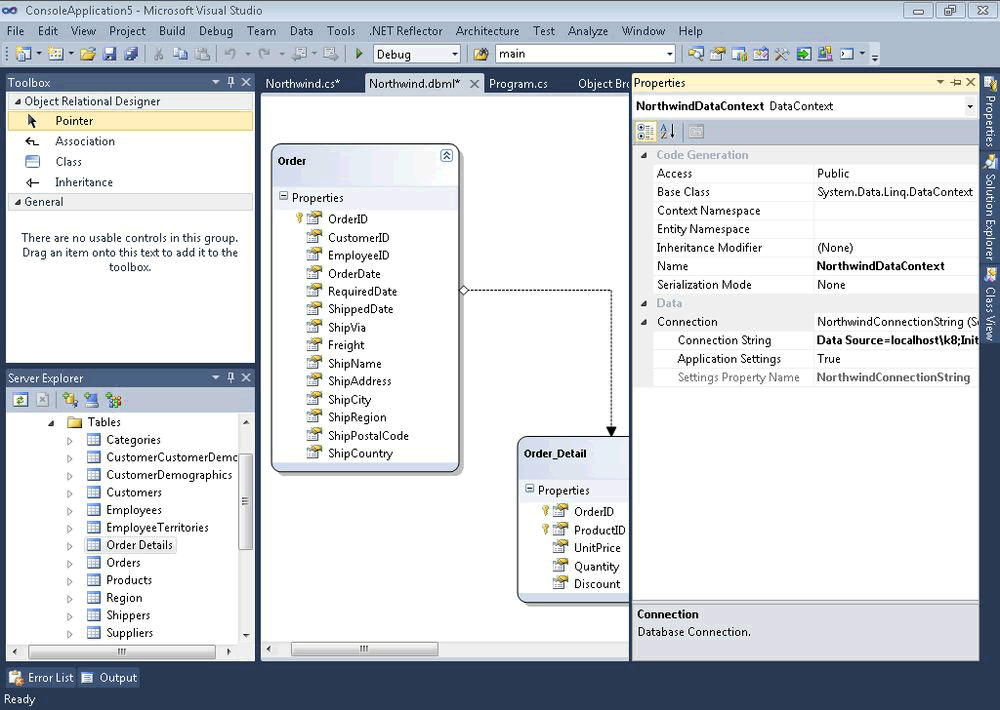 ConsoleApplication5 - Microsoft Visual Studio
File Edit View Project Build Debug Team Data Tools .NET Reflector Architecture Test Analyze Window Help
Debug main
Toolbox
Object Relational Designer
Pointer
Association
Class
Inheritance
General
There are no usable controls in this group.
Drag an item onto this text to add it to the
toolbox.
Server Explorer
Tables
Categories
CustomerCustomerDemo
CustomerDemographics
Customers
Employees
EmployeeTerritories
Order Details
Orders
Products
Region
Shippers
Suppliers
Northwind.cs* Northwind.dbml* Program.cs Object Bro
Order
Properties
OrderID
CustomerID
EmployeeID
OrderDate
RequiredDate
ShippedDate
ShipVia
Freight
ShipName
ShipAddress
ShipCity
ShipRegion
ShipPostalCode
ShipCountry
Order_Detail
Properties
OrderID
ProductID
UnitPrice
Quantity
Discount
Properties
NorthwindDataContext DataContext
Code Generation
Access Public
Base Class System.Data.Linq.DataContext
Context Namespace
Entity Namespace
Inheritance Modifier (None)
Name NorthwindDataContext
Serialization Mode None
Data
Connection NorthwindConnectionString (S
Connection String Data Source=localhost\k8;Init
Application Settings True
Settings Property Name NorthwindConnectionString
Connection
Database Connection.
Properties
Solution Explorer
Class View
Error List Output
Ready